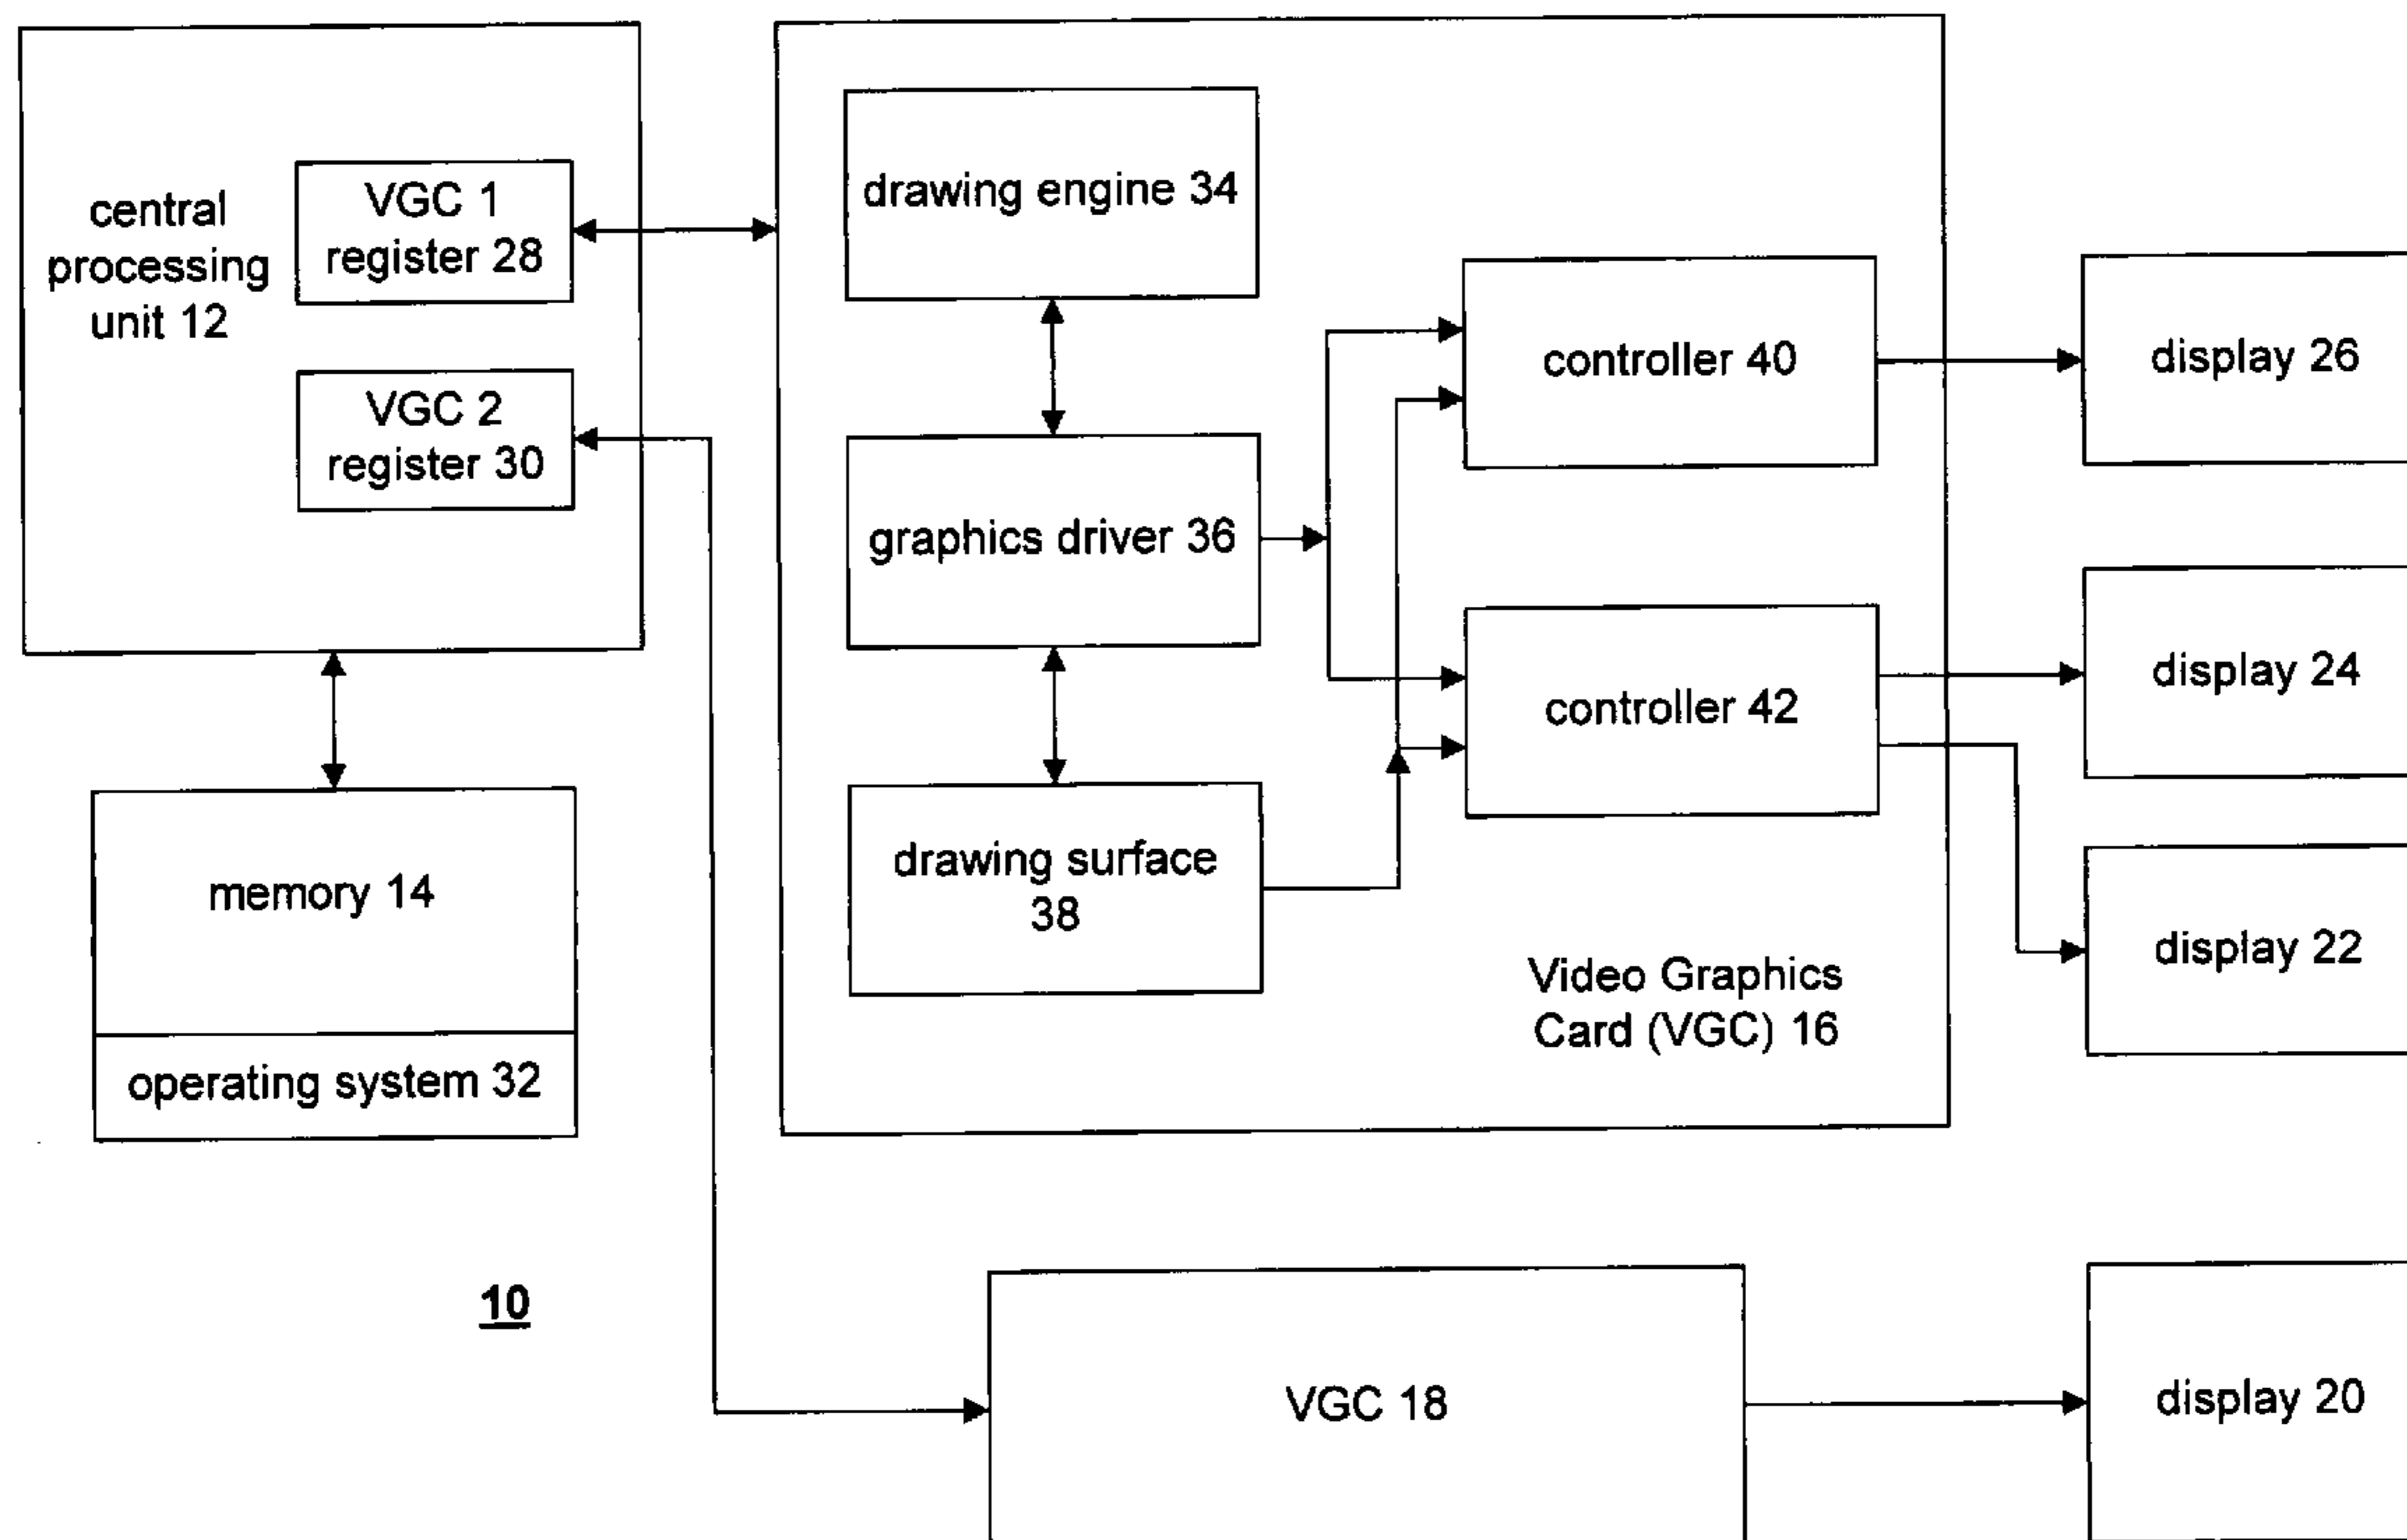 central
processing
unit 12
VGC 1
register 28
VGC 2
register 30
memory 14
operating system 32
10
drawing engine 34
graphics driver 36
drawing surface
38
controller 40
controller 42
Video Graphics
Card (VGC) 16
display 26
display 24
display 22
VGC 18
display 20